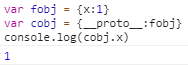 var fobj = {x:1}
var cobj = {__proto__:fobj}
console.log(cobj.x)
1